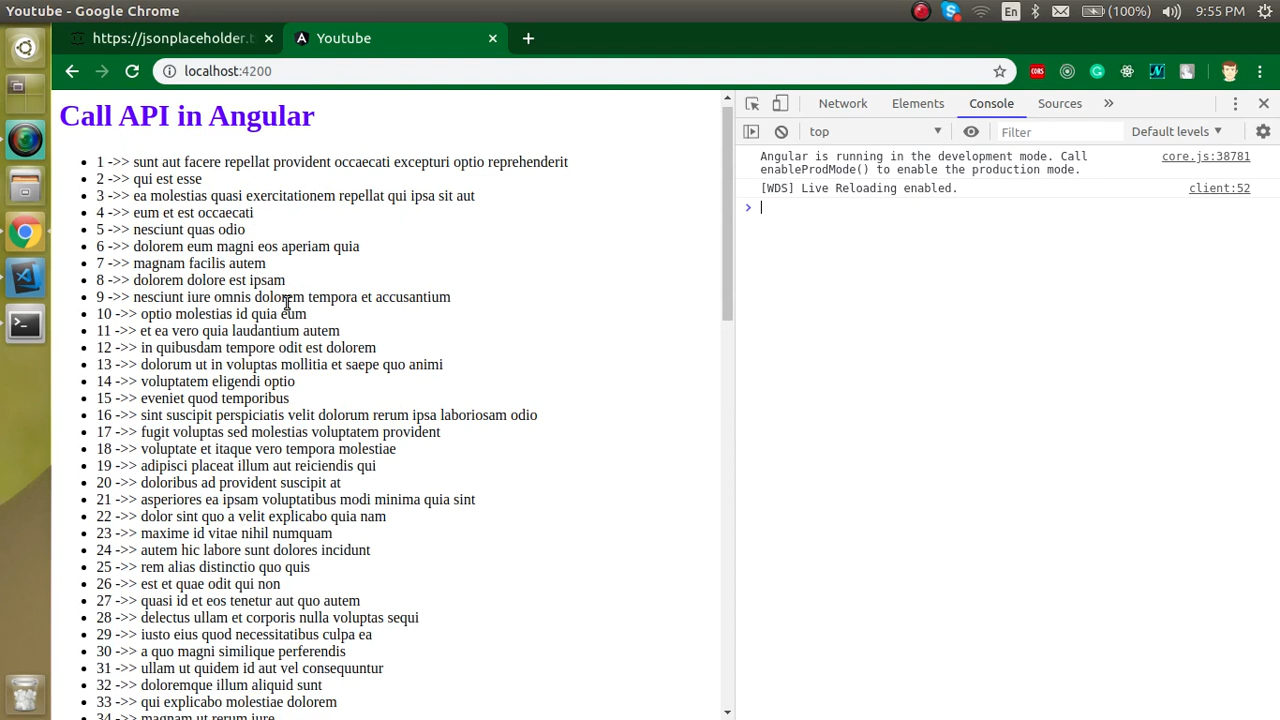 Youtube - Google Chrome
En
(100%)
9:55 PM
https://jsonplaceholder.t
Youtube
localhost:4200
CORS
Call API in Angular
1 ->> sunt aut facere repellat provident occaecati excepturi optio reprehenderit
2 ->> qui est esse
3 ->> ea molestias quasi exercitationem repellat qui ipsa sit aut
4 ->> eum et est occaecati
5 ->> nesciunt quas odio
6 ->> dolorem eum magni eos aperiam quia
7 ->> magnam facilis autem
8 ->> dolorem dolore est ipsam
9 ->> nesciunt iure omnis dolorem tempora et accusantium
10 ->> optio molestias id quia eum
11 ->> et ea vero quia laudantium autem
12 ->> in quibusdam tempore odit est dolorem
13 ->> dolorum ut in voluptas mollitia et saepe quo animi
14 ->> voluptatem eligendi optio
15 ->> eveniet quod temporibus
16 ->> sint suscipit perspiciatis velit dolorum rerum ipsa laboriosam odio
17 ->> fugit voluptas sed molestias voluptatem provident
18 ->> voluptate et itaque vero tempora molestiae
19 ->> adipisci placeat illum aut reiciendis qui
20 ->> doloribus ad provident suscipit at
21 ->> asperiores ea ipsam voluptatibus modi minima quia sint
22 ->> dolor sint quo a velit explicabo quia nam
23 ->> maxime id vitae nihil numquam
24 ->> autem hic labore sunt dolores incidunt
25 ->> rem alias distinctio quo quis
26 ->> est et quae odit qui non
27 ->> quasi id et eos tenetur aut quo autem
28 ->> delectus ullam et corporis nulla voluptas sequi
29 ->> iusto eius quod necessitatibus culpa ea
30 ->> a quo magni similique perferendis
31 ->> ullam ut quidem id aut vel consequuntur
32 ->> doloremque illum aliquid sunt
33 ->> qui explicabo molestiae dolorem
34 ->> magnam ut rerum iure
Network
Elements
Console
Sources
top
Filter
Default levels
Angular is running in the development mode. Call core.js:38781
enableProdMode() to enable the production mode.
[WDS] Live Reloading enabled. client:52